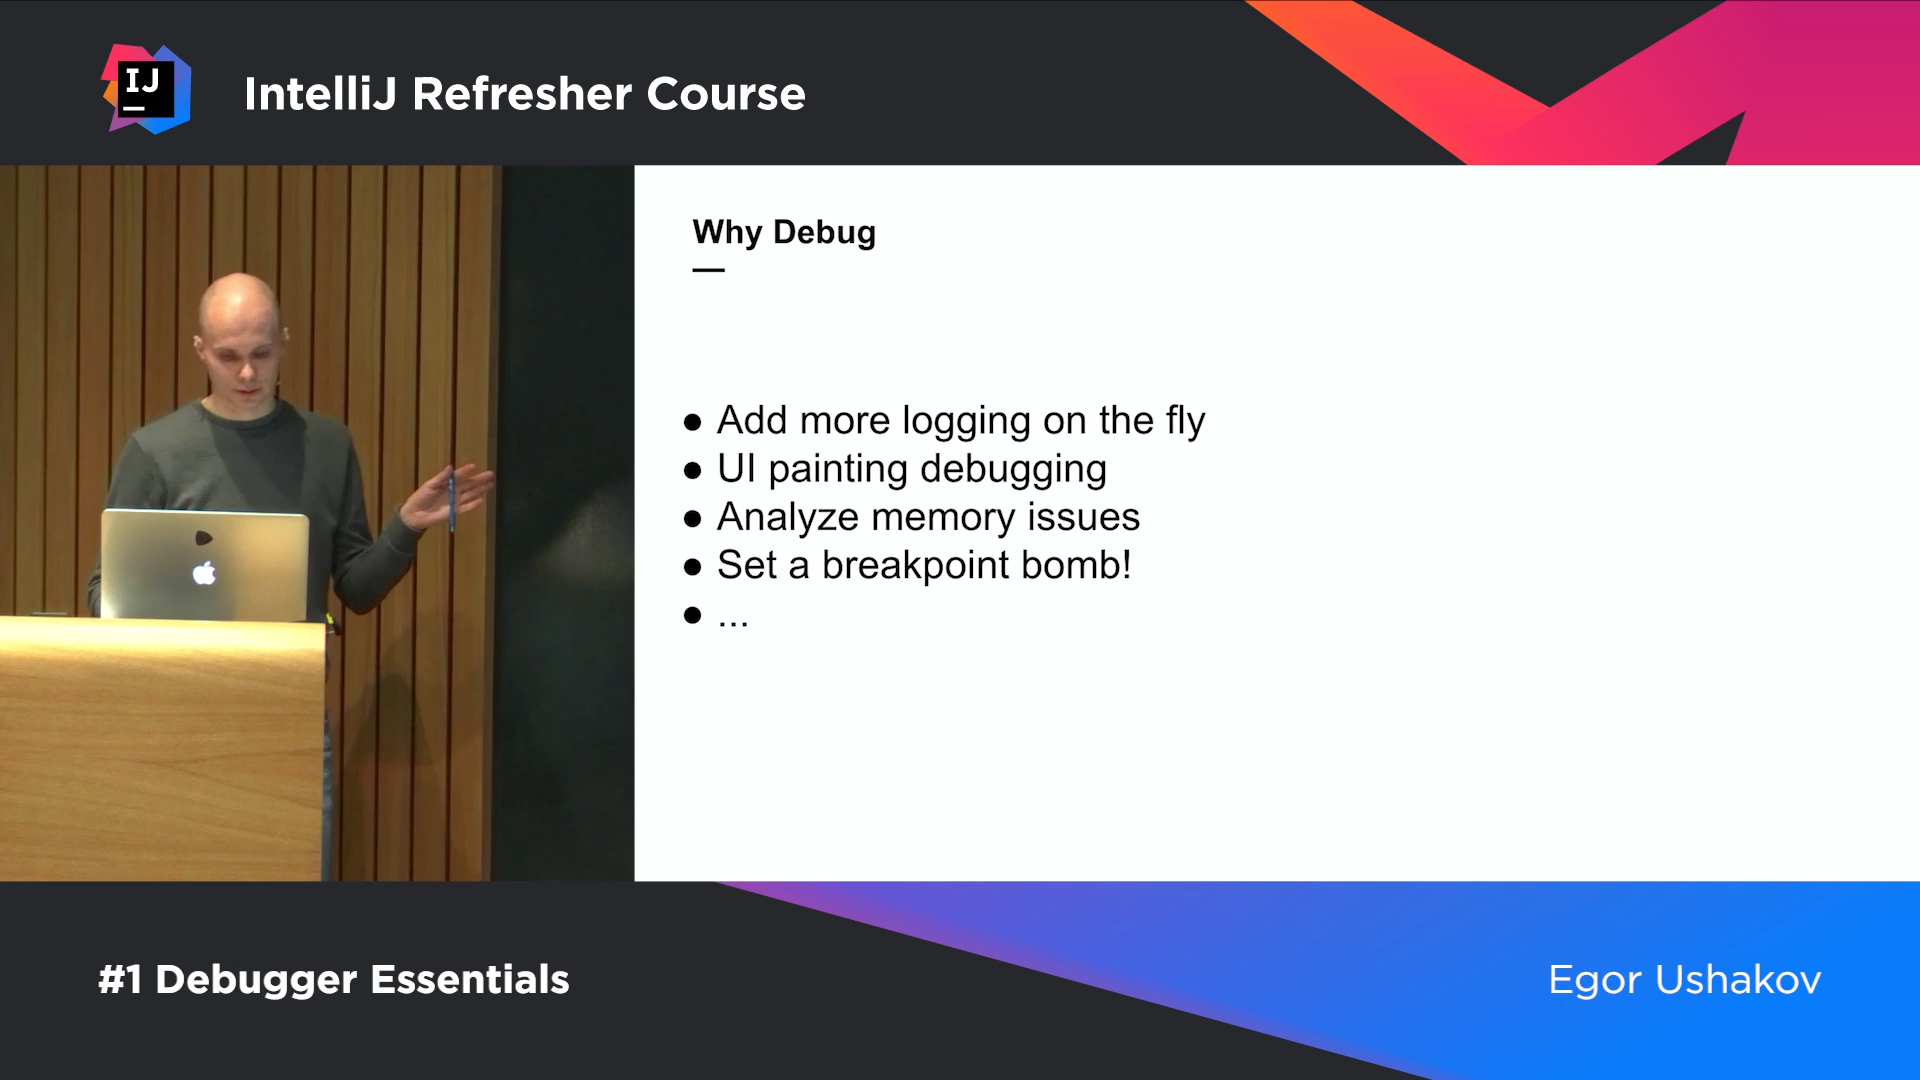 IJ
IntelliJ Refresher Course
Why Debug
● Add more logging on the fly
● UI painting debugging
● Analyze memory issues
● Set a breakpoint bomb!
● ...
#1 Debugger Essentials
Egor Ushakov